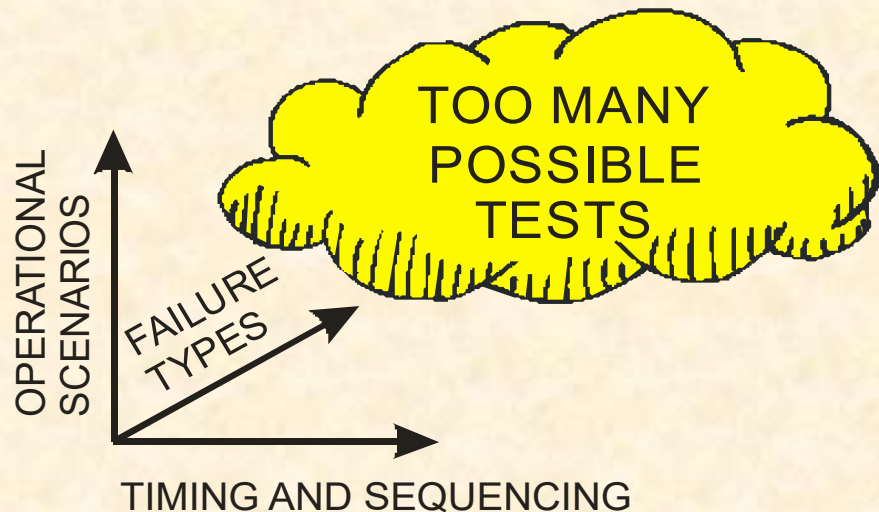 TOO MANY
POSSIBLE
TESTS
OPERATIONAL
SCENARIOS
FAILURE
TYPES
TIMING AND SEQUENCING